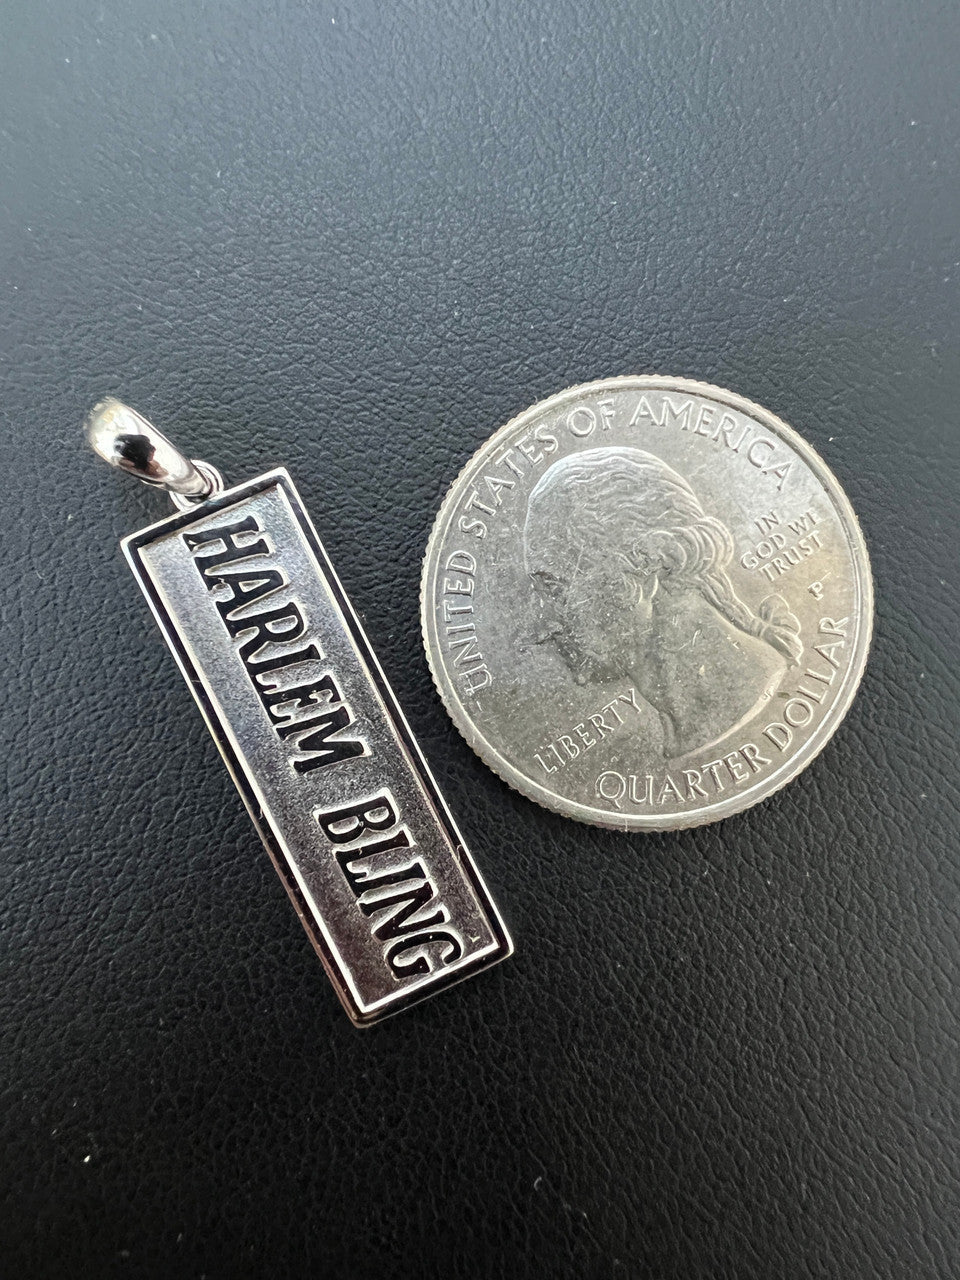 HARLEM BLING
UNITED STATES OF AMERICA
IN
GOD WE
TRUST
P
LIBERTY
QUARTER DOLLAR